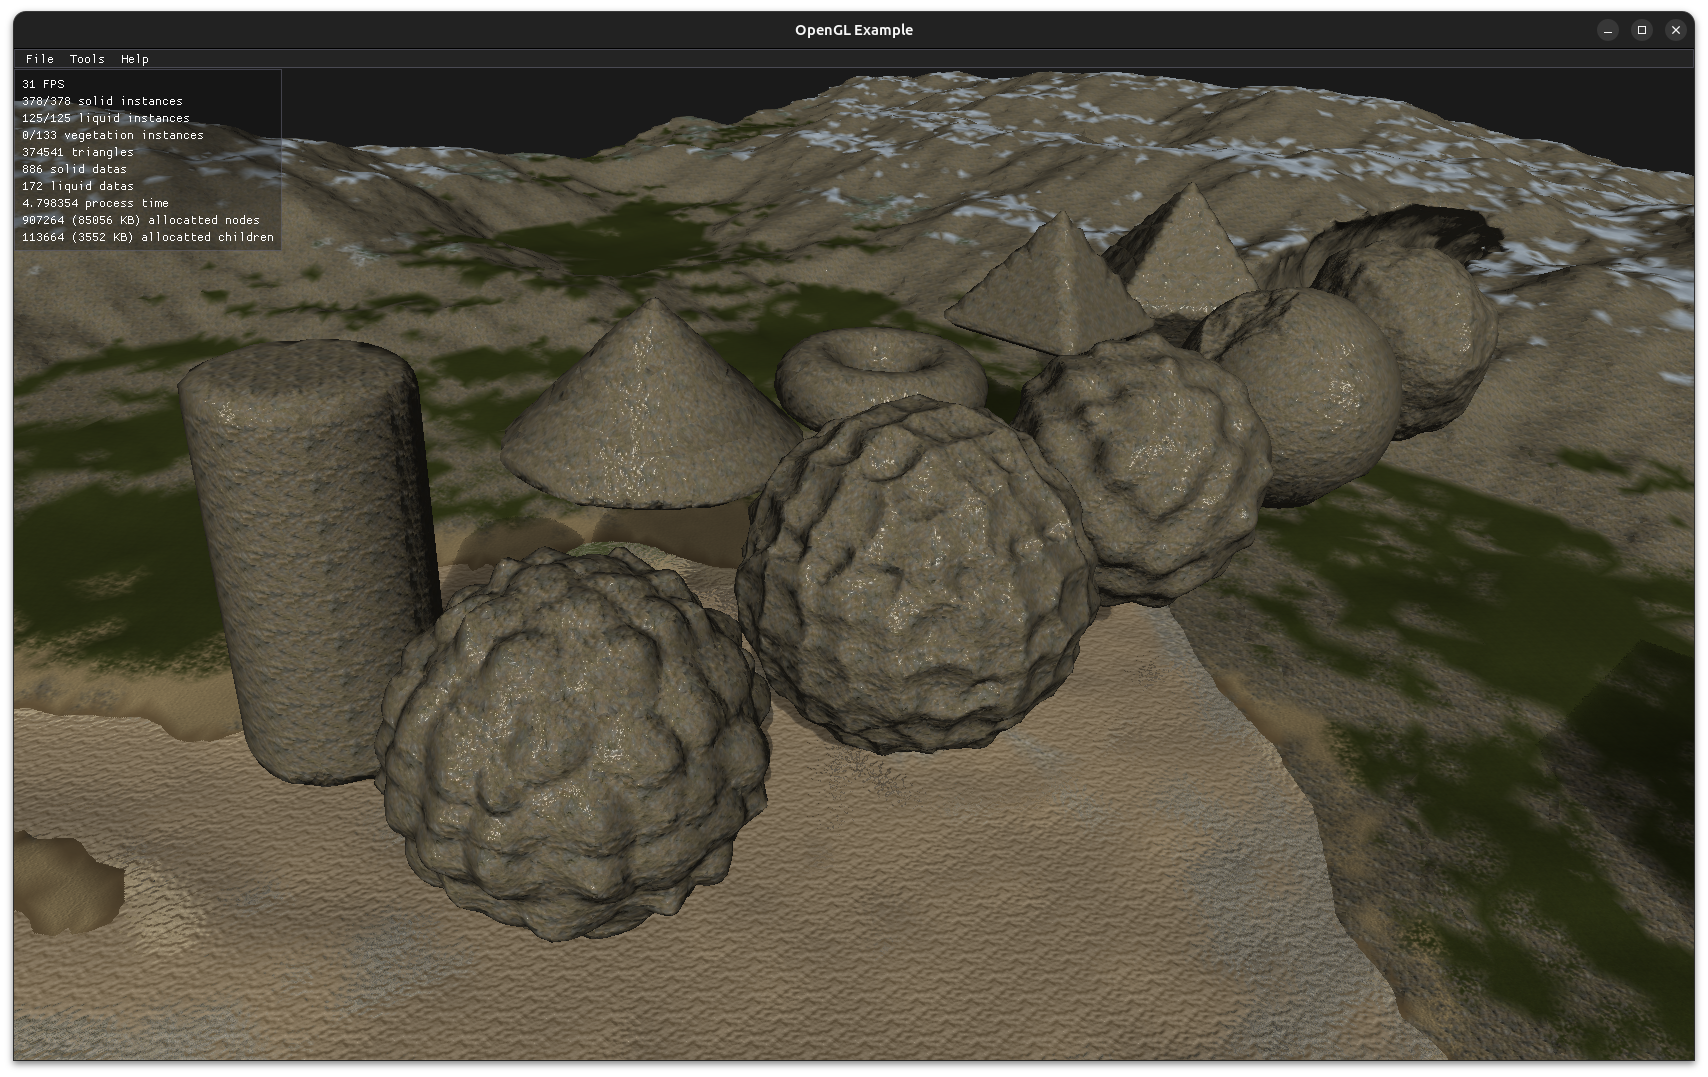 OpenGL Example
File Tools Help
31 FPS
378/378 solid instances
125/125 liquid instances
0/133 vegetation instances
374541 triangles
886 solid datas
172 liquid datas
4.798354 process time
907264 (85056 KB) allocatted nodes
113664 (3552 KB) allocatted children